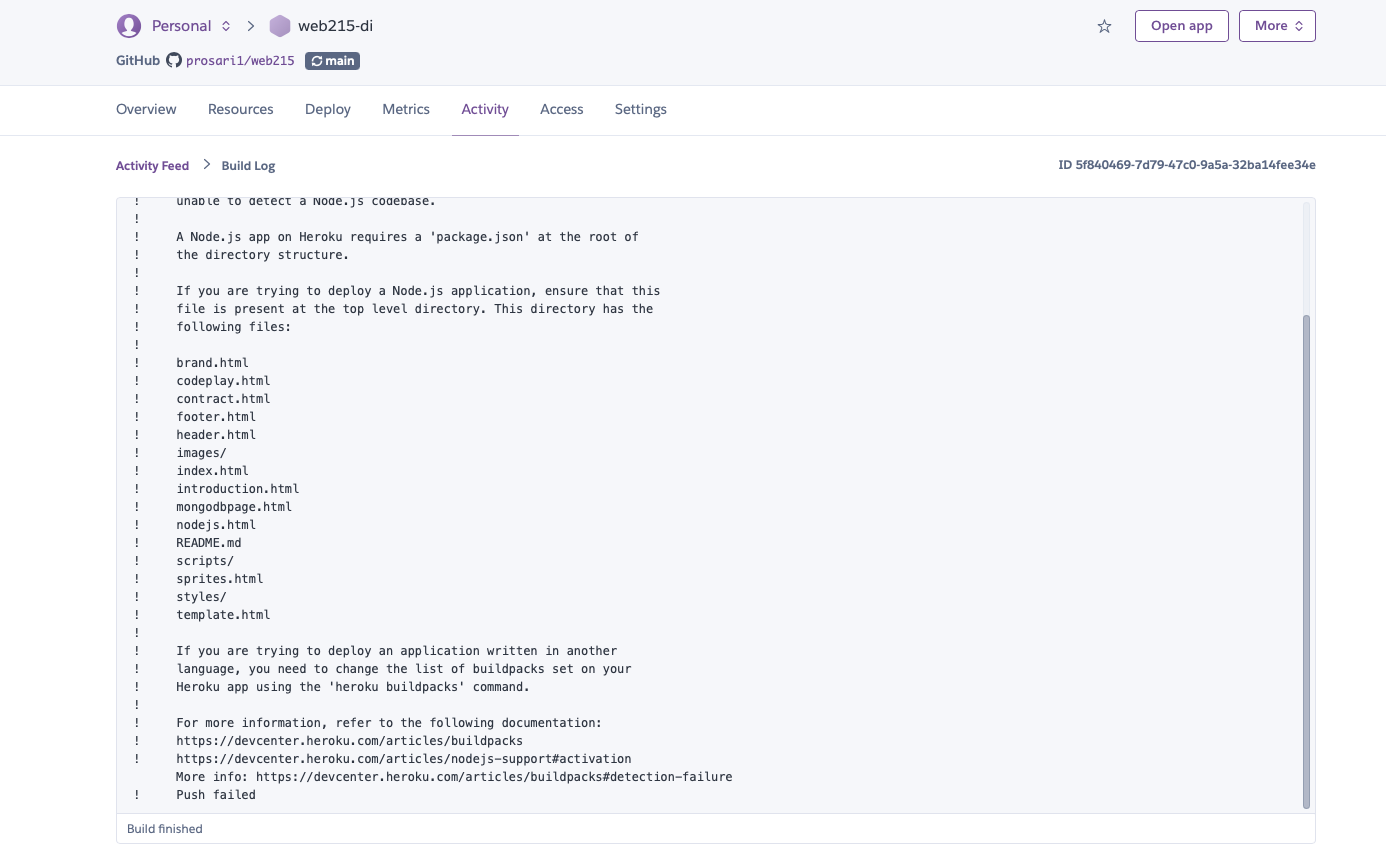 Personal > web215-di
Open app
More
GitHub prosari1/web215 main
Overview Resources Deploy Metrics Activity Access Settings
Activity Feed > Build Log
ID 5f840469-7d79-47c0-9a5a-32ba14fee34e
! unable to detect a Node.js codebase.
!
! A Node.js app on Heroku requires a 'package.json' at the root of
! the directory structure.
!
! If you are trying to deploy a Node.js application, ensure that this
! file is present at the top level directory. This directory has the
! following files:
!
! brand.html
! codeplay.html
! contract.html
! footer.html
! header.html
! images/
! index.html
! introduction.html
! mongodbpage.html
! nodejs.html
! README.md
! scripts/
! sprites.html
! styles/
! template.html
!
! If you are trying to deploy an application written in another
! language, you need to change the list of buildpacks set on your
! Heroku app using the 'heroku buildpacks' command.
!
! For more information, refer to the following documentation:
! https://devcenter.heroku.com/articles/buildpacks
! https://devcenter.heroku.com/articles/nodejs-support#activation
More info: https://devcenter.heroku.com/articles/buildpacks#detection-failure
! Push failed
Build finished